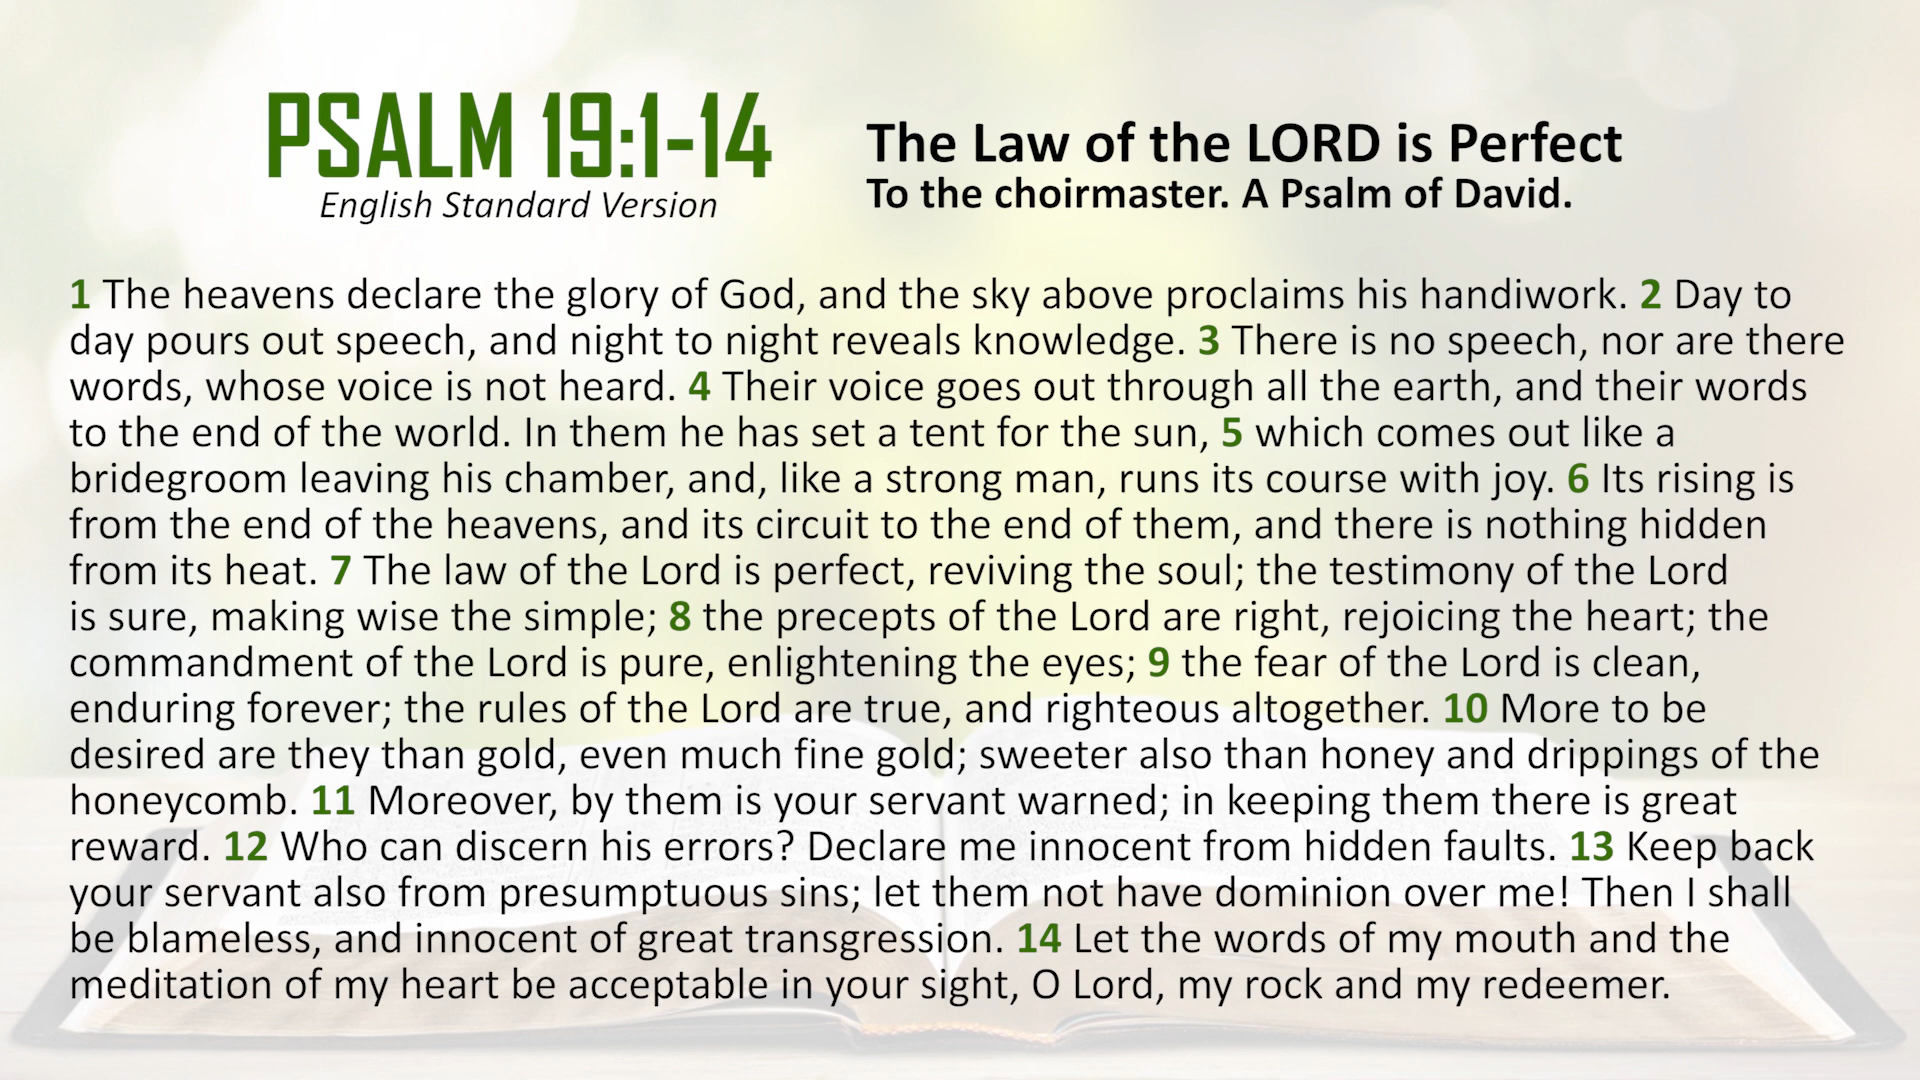 PSALM 19:1-14
English Standard Version
The Law of the LORD is Perfect
To the choirmaster. A Psalm of David.
1 The heavens declare the glory of God, and the sky above proclaims his handiwork. 2 Day to
day pours out speech, and night to night reveals knowledge. 3 There is no speech, nor are there
words, whose voice is not heard. 4 Their voice goes out through all the earth, and their words
to the end of the world. In them he has set a tent for the sun, 5 which comes out like a
bridegroom leaving his chamber, and, like a strong man, runs its course with joy. 6 Its rising is
from the end of the heavens, and its circuit to the end of them, and there is nothing hidden
from its heat. 7 The law of the Lord is perfect, reviving the soul; the testimony of the Lord
is sure, making wise the simple; 8 the precepts of the Lord are right, rejoicing the heart; the
commandment of the Lord is pure, enlightening the eyes; 9 the fear of the Lord is clean,
enduring forever; the rules of the Lord are true, and righteous altogether. 10 More to be
desired are they than gold, even much fine gold; sweeter also than honey and drippings of the
honeycomb. 11 Moreover, by them is your servant warned; in keeping them there is great
reward. 12 Who can discern his errors? Declare me innocent from hidden faults. 13 Keep back
your servant also from presumptuous sins; let them not have dominion over me! Then I shall
be blameless, and innocent of great transgression. 14 Let the words of my mouth and the
meditation of my heart be acceptable in your sight, O Lord, my rock and my redeemer.